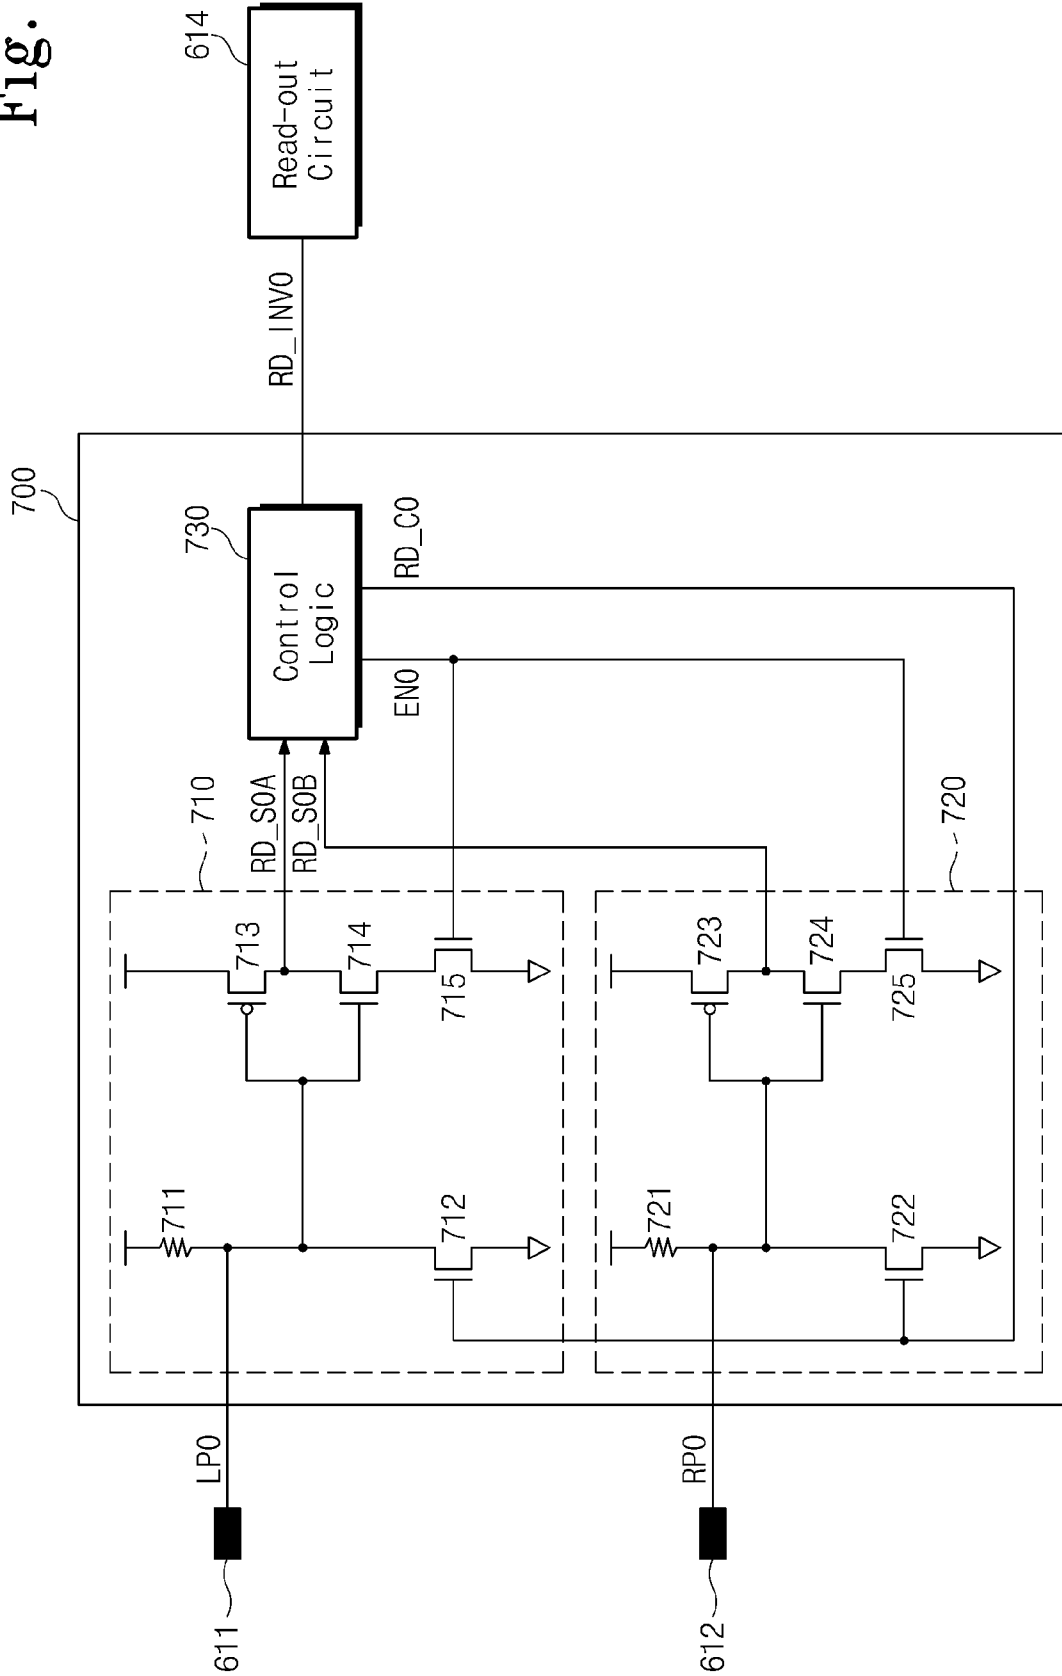 Fig.
700
710
LP0
611
711
712
713
714
715
RD_S0A
RD_S0B
730
Control
Logic
EN0
RD_C0
RD_INV0
614
Read-out
Circuit
720
RP0
612
721
722
723
724
725